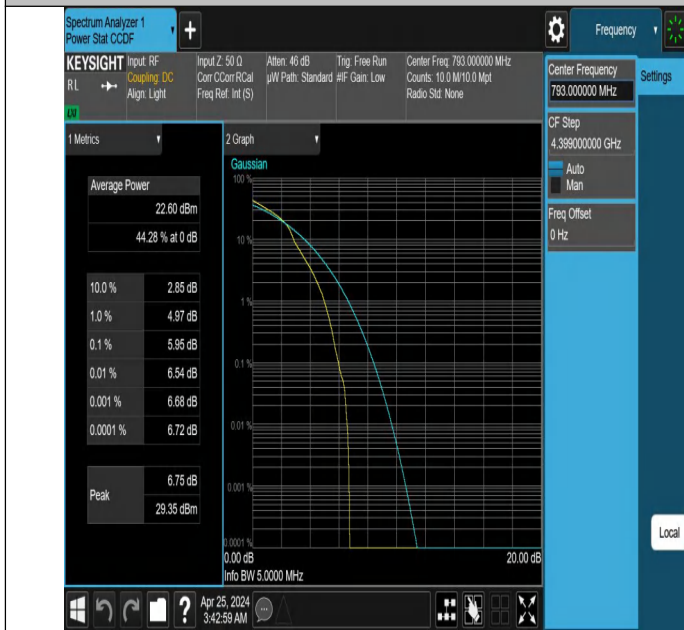 Spectrum Analyzer 1
Power Stat CCDF
+
Frequency
KEYSIGHT
R L
LXI
Input: RF
Coupling: DC
Align: Light
Input Z: 50 Ω
Corr CCorr RCal
Freq Ref: Int (S)
Atten: 46 dB
µW Path: Standard
Trig: Free Run
#IF Gain: Low
Center Freq: 793.000000 MHz
Counts: 10.0 M/10.0 Mpt
Radio Std: None
Center Frequency
793.000000 MHz
Settings
CF Step
4.399000000 GHz
Auto
Man
Freq Offset
0 Hz
1 Metrics
Average Power
22.60 dBm
44.28 % at 0 dB
10.0 % 2.85 dB
1.0 % 4.97 dB
0.1 % 5.95 dB
0.01 % 6.54 dB
0.001 % 6.68 dB
0.0001 % 6.72 dB
Peak
6.75 dB
29.35 dBm
2 Graph
Gaussian
100 %
10 %
1 %
0.1 %
0.01 %
0.001 %
0.0001 %
0.00 dB 20.00 dB
Info BW 5.0000 MHz
Local
?
Apr 25, 2024
3:42:59 AM